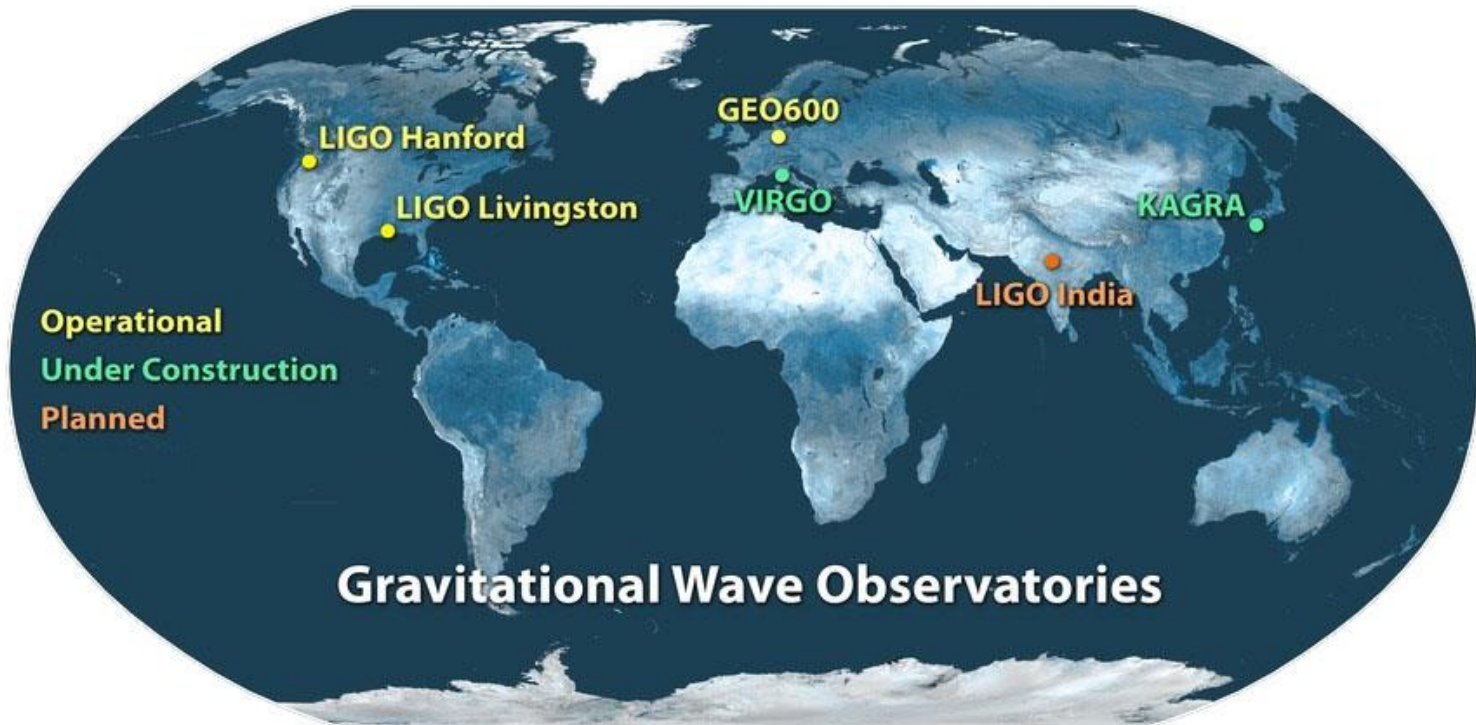 GEO600
LIGO Hanford
VIRGO
LIGO Livingston
KAGRA
LIGO India
Operational
Under Construction
Planned
Gravitational Wave Observatories